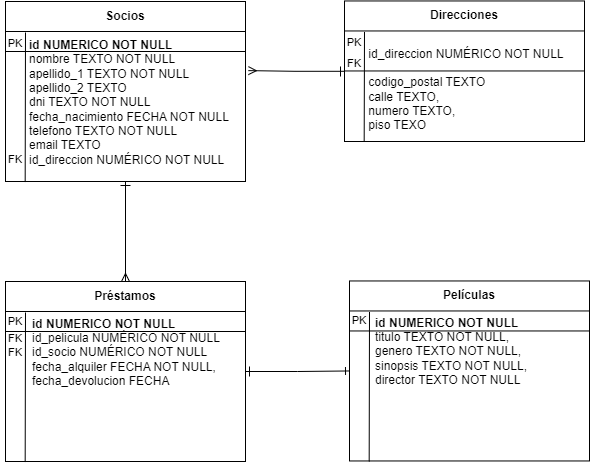 Socios
PK id NUMERICO NOT NULL
nombre TEXTO NOT NULL
apellido_1 TEXTO NOT NULL
apellido_2 TEXTO
dni TEXTO NOT NULL
fecha_nacimiento FECHA NOT NULL
telefono TEXTO NOT NULL
email TEXTO
FK id_direccion NUMÉRICO NOT NULL
Direcciones
PK
id_direccion NUMÉRICO NOT NULL
FK
codigo_postal TEXTO
calle TEXTO,
numero TEXTO,
piso TEXO
Préstamos
PK id NUMERICO NOT NULL
FK id_pelicula NUMÉRICO NOT NULL
FK id_socio NUMÉRICO NOT NULL
fecha_alquiler FECHA NOT NULL,
fecha_devolucion FECHA
Películas
PK id NUMERICO NOT NULL
titulo TEXTO NOT NULL,
genero TEXTO NOT NULL,
sinopsis TEXTO NOT NULL,
director TEXTO NOT NULL